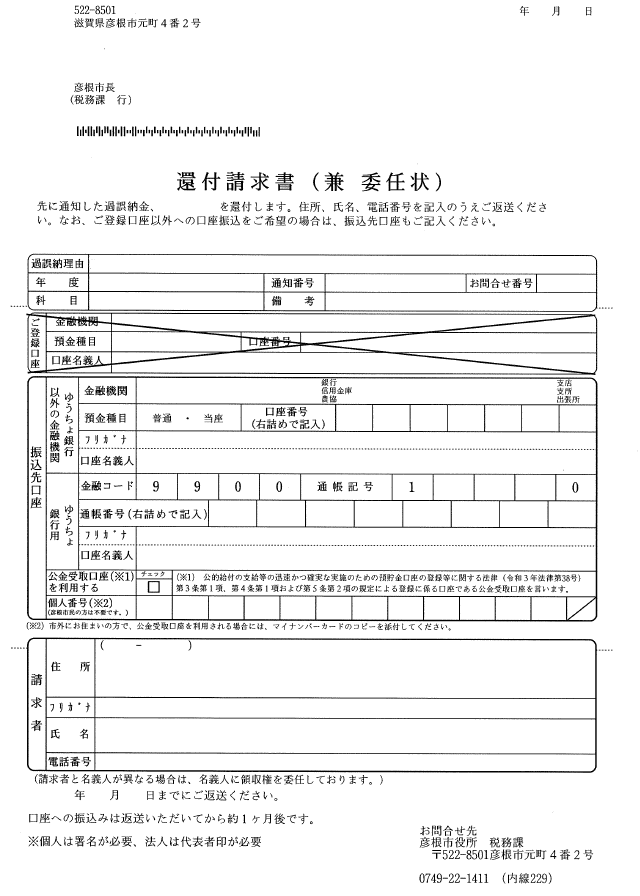 522-8501
滋賀県彦根市元町４番２号
年　月　日
彦根市長
(税務課　行)
還付請求書（兼　委任状）
先に通知した過誤納金、　　　　　　を還付します。住所、氏名、電話番号を記入のうえご返送くださ
い。なお、ご登録口座以外への口座振込をご希望の場合は、振込先口座もご記入ください。
過誤納理由
年　度　通知番号　お問合せ番号
科　目　備　考
ご登録口座
金融機関
預金種目　口座番号
口座名義人
振込先口座
ゆうちょ銀行以外の金融機関
金融機関　銀行　信用金庫　農協　支店　支所　出張所
預金種目　普通　・　当座　口座番号(右詰めで記入)
ﾌﾘｶﾞﾅ
口座名義人
ゆうちょ銀行用
金融コード　９　９　０　０　通帳記号　１　０
通帳番号(右詰めで記入)
ﾌﾘｶﾞﾅ
口座名義人
公金受取口座(※1)を利用する
チェック
□
(※1)　公的給付の支給等の迅速かつ確実な実施のための預貯金口座の登録等に関する法律（令和３年法律第38号）
第３条第１項、第４条第１項および第５条第２項の規定による登録に係る口座である公金受取口座を言います。
個人番号(※2)
(彦根市民の方は不要です。)
(※2) 市外にお住まいの方で、公金受取口座を利用される場合には、マイナンバーカードのコピーを添付してください。
請求者
住　所
(　　－　　)
ﾌﾘｶﾞﾅ
氏　名
電話番号
（請求者と名義人が異なる場合は、名義人に領収権を委任しております。）
年　月　日までにご返送ください。
口座への振込みは返送いただいてから約１ヶ月後です。
※個人は署名が必要、法人は代表者印が必要
お問合せ先
彦根市役所　税務課
〒522-8501彦根市元町４番２号
0749-22-1411　（内線229）